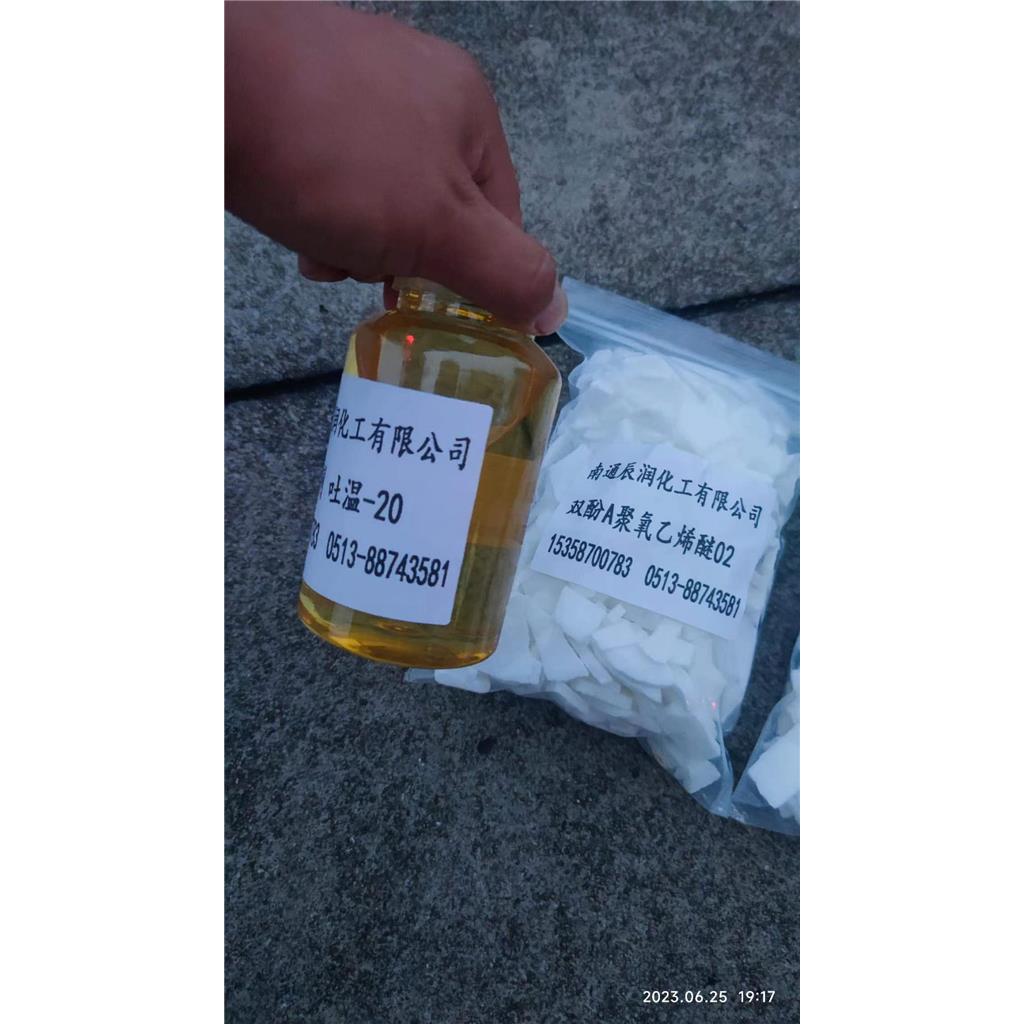 润化工有限公司
吐温-20
83 0513-88743581
南通辰润化工有限公司
双酚A聚氧乙烯醚02
15358700783 0513-88743581
2023.06.25 19:17